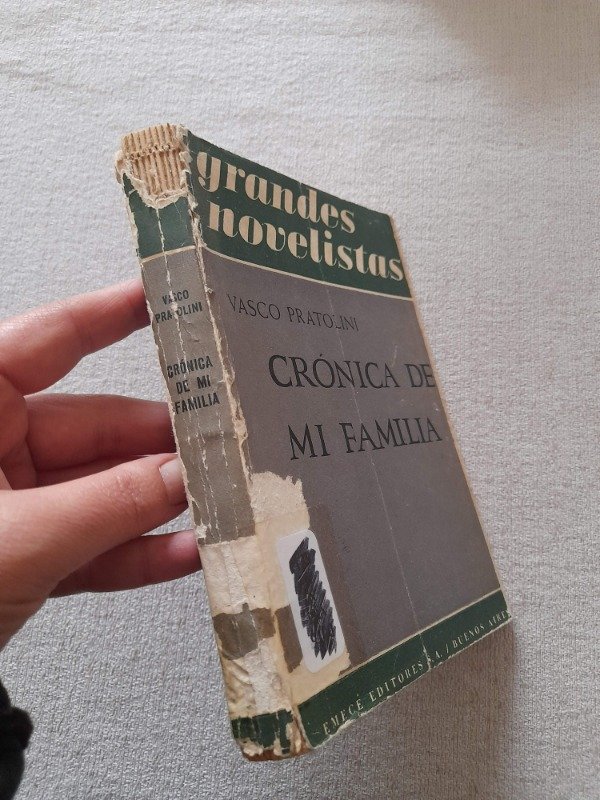 grandes
novelistas
VASCO PRATOLINI
CRÓNICA DE
MI FAMILIA
EMECÉ EDITORES S.A. / BUENOS AIRES
VASCO
PRATOLINI
CRÓNICA
DE MI
FAMILIA